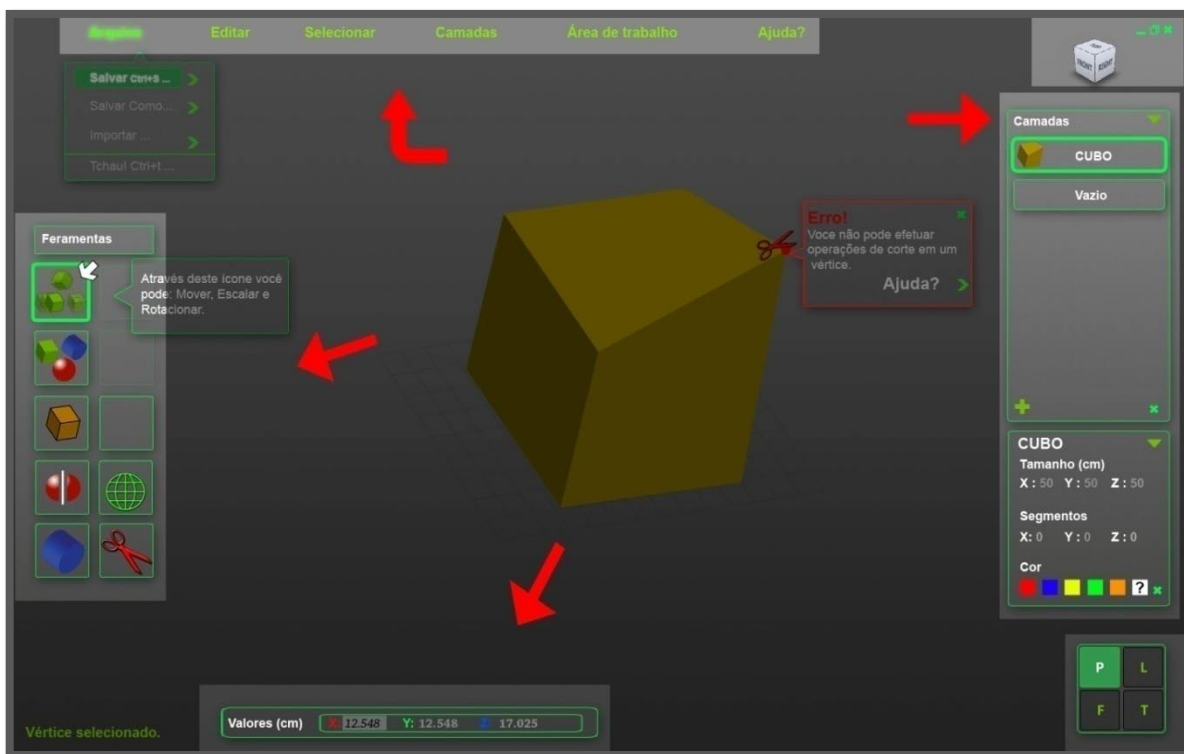 Arquivo
Editar
Selecionar
Camadas
Área de trabalho
Ajuda?
Salvar Ctrl+S ...
Salvar Como...
Importar ...
Tchau! Ctrl+t ...
FRONT
RIGHT
Camadas
CUBO
Vazio
Feramentas
Através deste ícone você
pode: Mover, Escalar e
Rotacionar.
Erro!
Voce não pode efetuar
operações de corte em um
vértice.
Ajuda?
CUBO
Tamanho (cm)
X : 50 Y : 50 Z : 50
Segmentos
X: 0 Y : 0 Z : 0
Cor
?
P
L
F
T
Valores (cm) X: 12.548 Y: 12.548 Z: 17.025
Vértice selecionado.